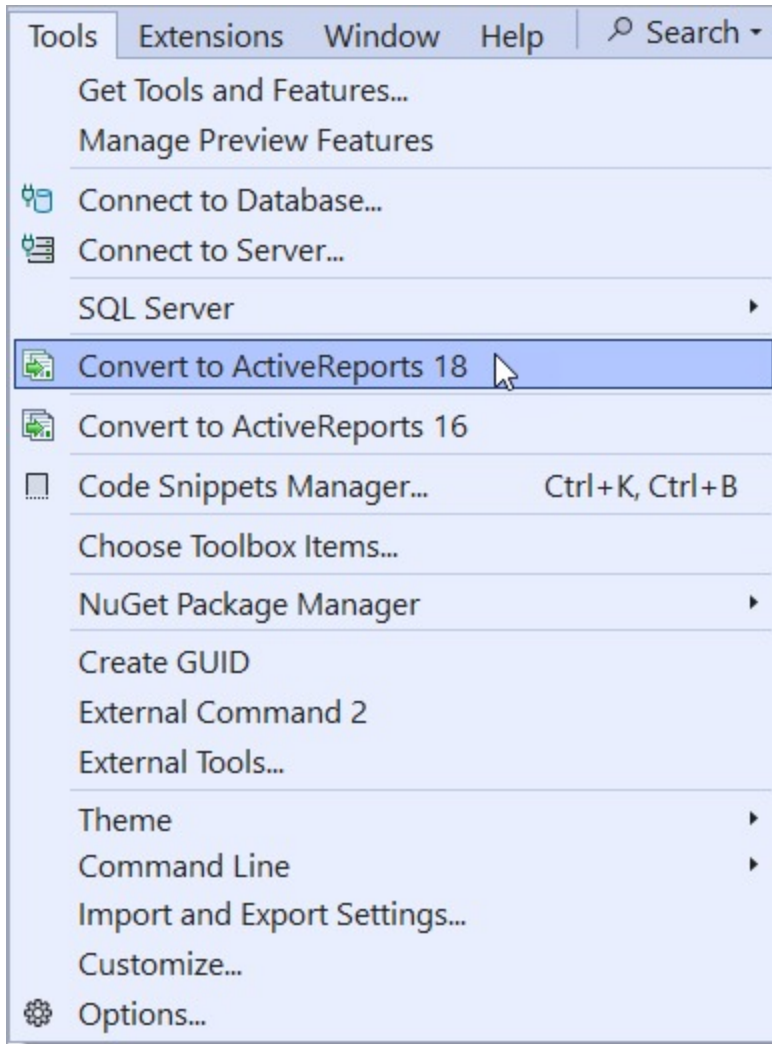 Tools Extensions Window Help Search
Get Tools and Features...
Manage Preview Features
Connect to Database...
Connect to Server...
SQL Server
Convert to ActiveReports 18
Convert to ActiveReports 16
Code Snippets Manager... Ctrl+K, Ctrl+B
Choose Toolbox Items...
NuGet Package Manager
Create GUID
External Command 2
External Tools...
Theme
Command Line
Import and Export Settings...
Customize...
Options...